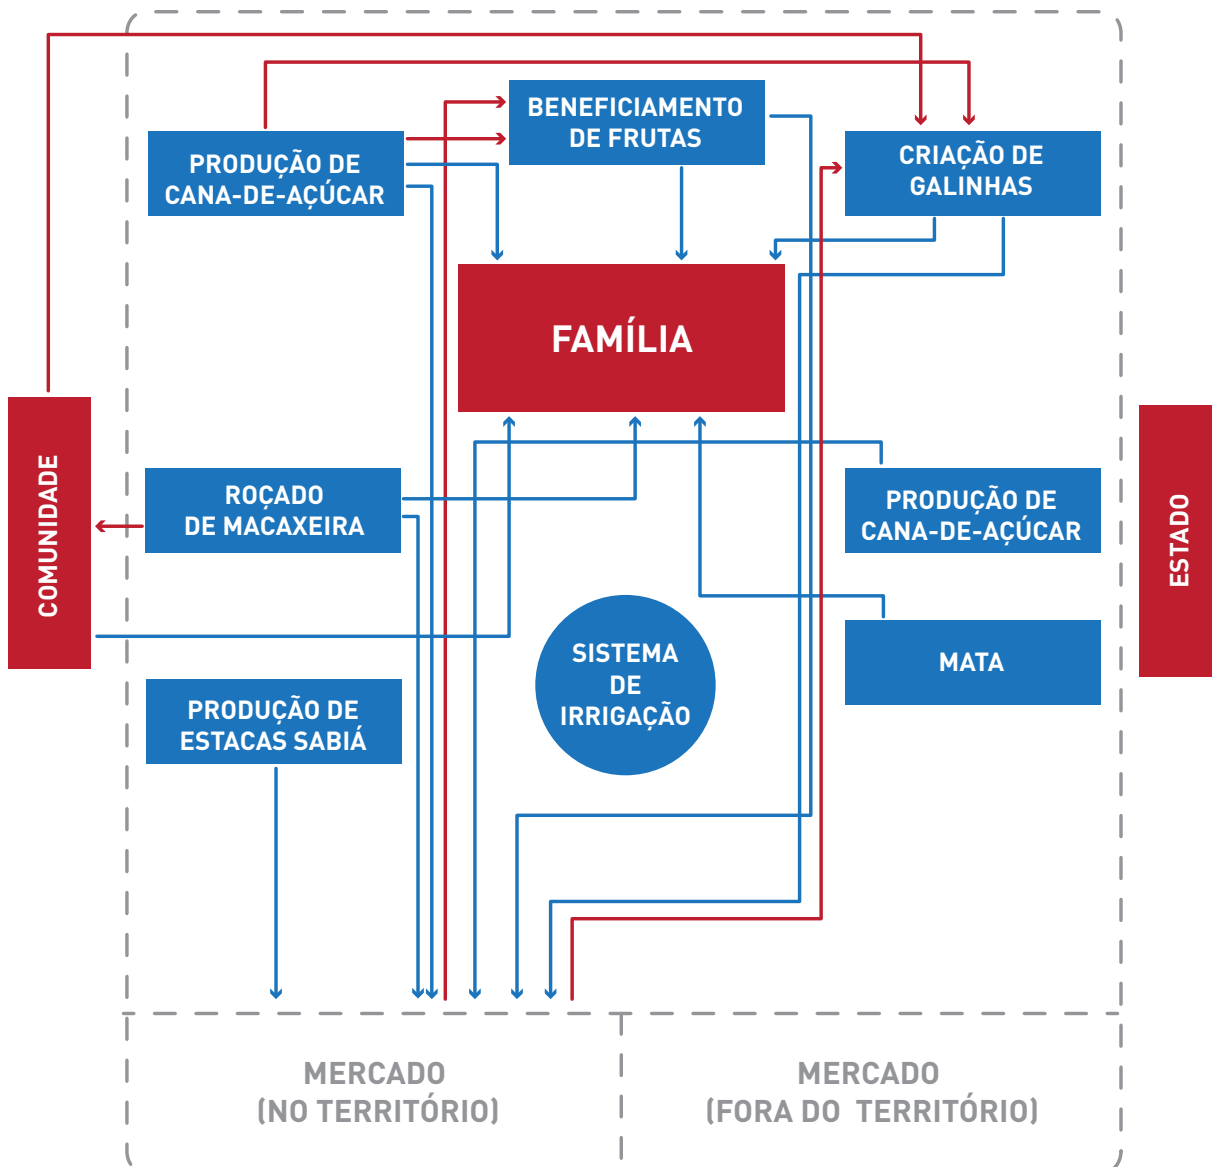 BENEFICIAMENTO
DE FRUTAS
PRODUÇÃO DE
CANA-DE-AÇÚCAR
CRIAÇÃO DE
GALINHAS
FAMÍLIA
COMUNIDADE
ROÇADO
DE MACAXEIRA
PRODUÇÃO DE
CANA-DE-AÇÚCAR
ESTADO
SISTEMA
DE
IRRIGAÇÃO
MATA
PRODUÇÃO DE
ESTACAS SABIÁ
MERCADO
(NO TERRITÓRIO)
MERCADO
(FORA DO TERRITÓRIO)